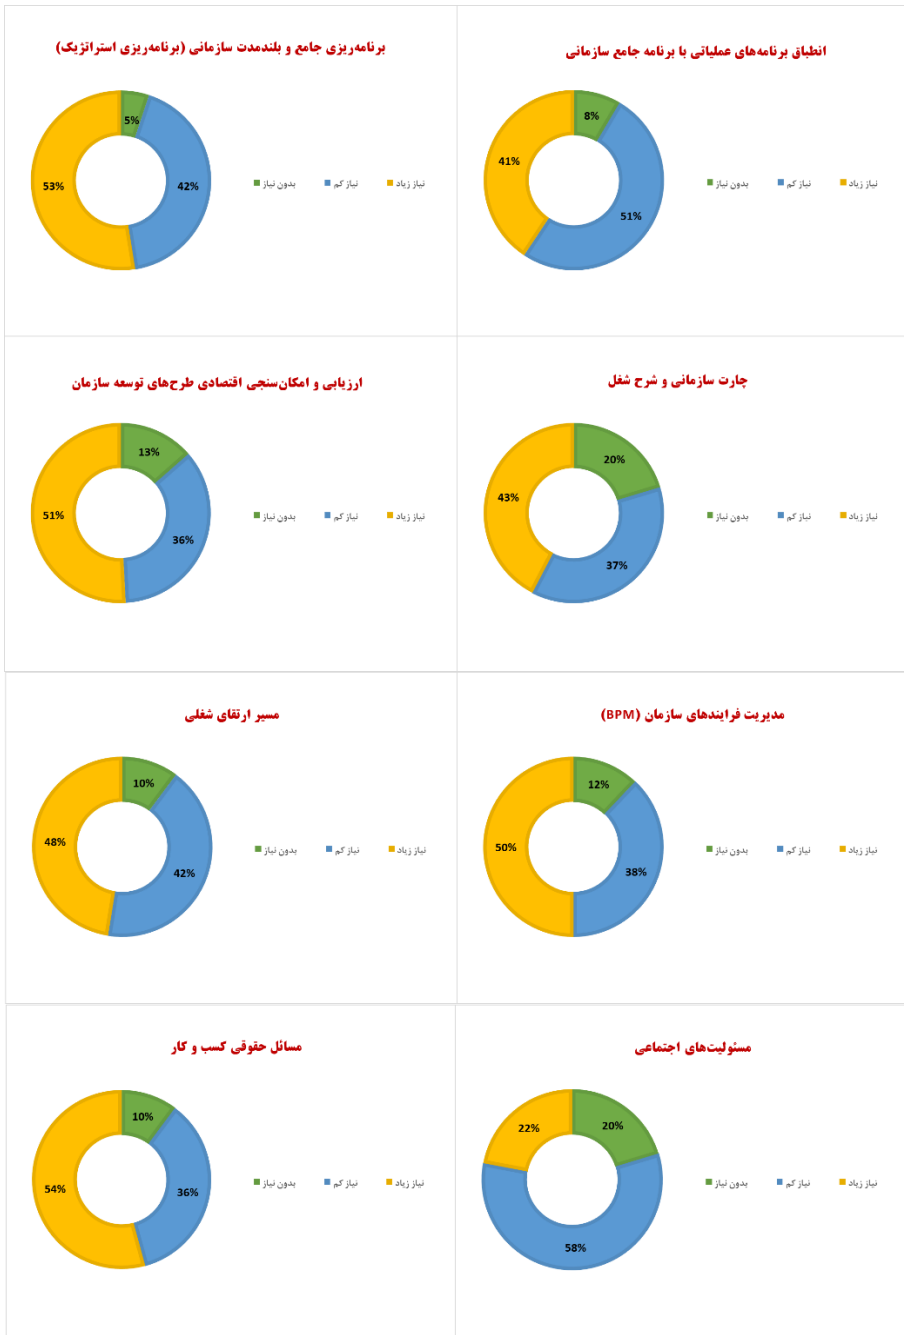 انطباق برنامه‌های عملیاتی با برنامه جامع سازمانی
8%
41%
51%
بدون نیاز
نیاز کم
نیاز زیاد
برنامه‌ریزی جامع و بلندمدت سازمانی (برنامه‌ریزی استراتژیک)
5%
53%
42%
بدون نیاز
نیاز کم
نیاز زیاد
چارت سازمانی و شرح شغل
20%
43%
37%
بدون نیاز
نیاز کم
نیاز زیاد
ارزیابی و امکان‌سنجی اقتصادی طرح‌های توسعه سازمان
13%
51%
36%
بدون نیاز
نیاز کم
نیاز زیاد
مدیریت فرایندهای سازمان (BPM)
12%
50%
38%
بدون نیاز
نیاز کم
نیاز زیاد
مسیر ارتقای شغلی
10%
48%
42%
بدون نیاز
نیاز کم
نیاز زیاد
مسئولیت‌های اجتماعی
20%
22%
58%
بدون نیاز
نیاز کم
نیاز زیاد
مسائل حقوقی کسب و کار
10%
54%
36%
بدون نیاز
نیاز کم
نیاز زیاد